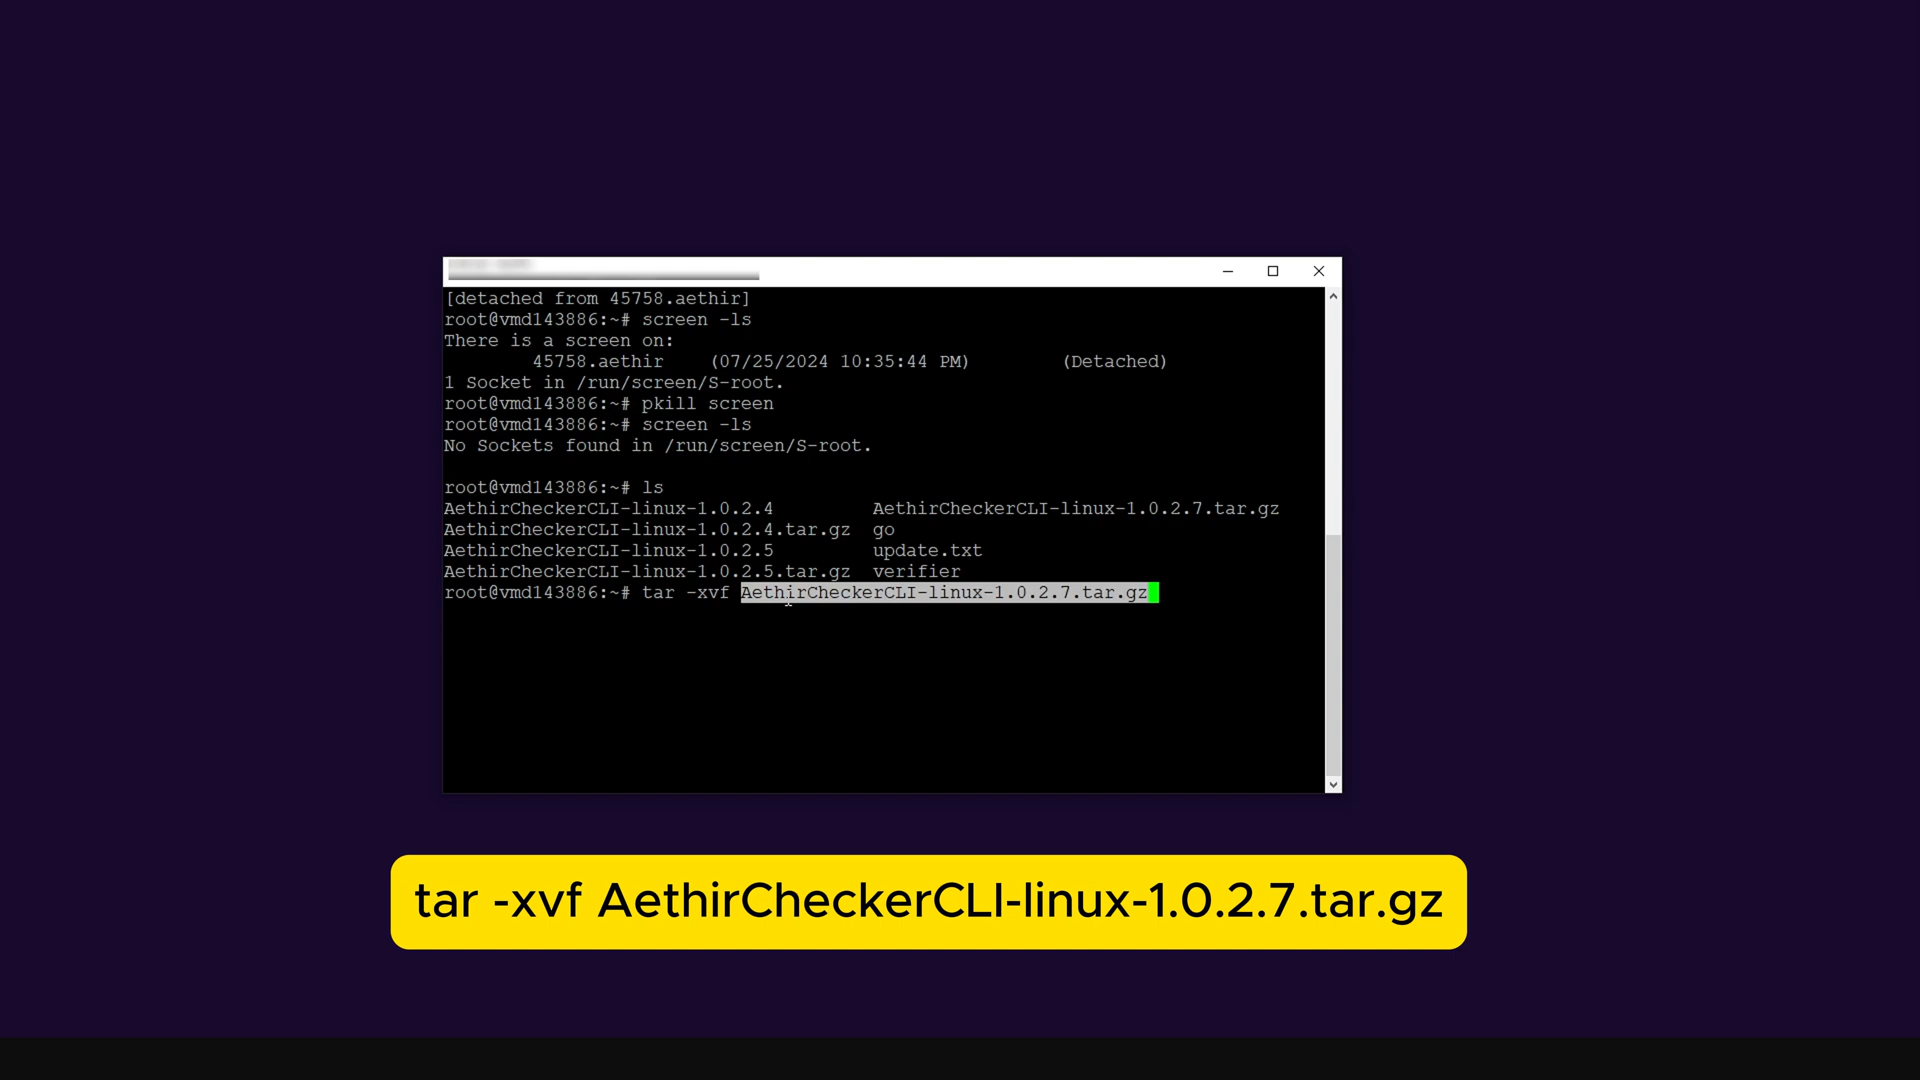 [detached from 45758.aethir]
root@vmd143886:~# screen -ls
There is a screen on:
45758.aethir (07/25/2024 10:35:44 PM) (Detached)
1 Socket in /run/screen/S-root.
root@vmd143886:~# pkill screen
root@vmd143886:~# screen -ls
No Sockets found in /run/screen/S-root.
root@vmd143886:~# ls
AethirCheckerCLI-linux-1.0.2.4 AethirCheckerCLI-linux-1.0.2.7.tar.gz
AethirCheckerCLI-linux-1.0.2.4.tar.gz go
AethirCheckerCLI-linux-1.0.2.5 update.txt
AethirCheckerCLI-linux-1.0.2.5.tar.gz verifier
root@vmd143886:~# tar -xvf AethirCheckerCLI-linux-1.0.2.7.tar.gz
tar -xvf AethirCheckerCLI-linux-1.0.2.7.tar.gz